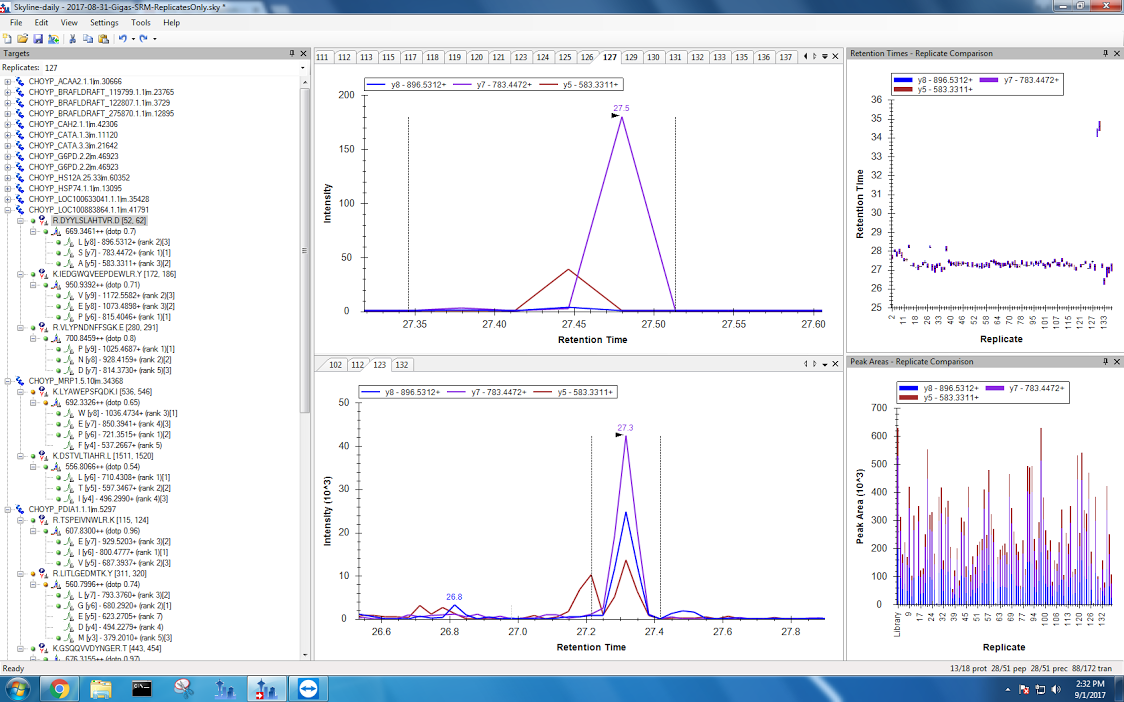 Skyline-daily - 2017-08-31-Gigas-SRM-ReplicatesOnly.sky *
File Edit View Settings Tools Help
Targets
Replicates: 127
CHOYP_ACAA2.1.1|m.30666
CHOYP_BRAFLDRAFT_119799.1.1|m.23765
CHOYP_BRAFLDRAFT_122807.1.1|m.3729
CHOYP_BRAFLDRAFT_275870.1.1|m.12895
CHOYP_CAH2.1.1|m.42306
CHOYP_CATA.1.3|m.11120
CHOYP_CATA.3.3|m.21642
CHOYP_G6PD.2.2|m.46923
CHOYP_G6PD.2.2|m.46923
CHOYP_HS12A.25.33|m.60352
CHOYP_HSP74.1.1|m.13095
CHOYP_LOC100633041.1.1|m.35428
CHOYP_LOC100883864.1.1|m.41791
R.DYYLSLAHTVR.D [52, 62]
669.3461++ (dotp 0.7)
L [y8] - 896.5312+ (rank 2)[3]
S [y7] - 783.4472+ (rank 1)[1]
A [y5] - 583.3311+ (rank 3)[2]
K.IEDGWQVEEPDEWLR.Y [172, 186]
950.9392++ (dotp 0.71)
V [y9] - 1172.5582+ (rank 2)[3]
E [y8] - 1073.4898+ (rank 3)[2]
P [y6] - 815.4046+ (rank 1)[1]
R.VLYPNDNFFSGK.E [280, 291]
700.8459++ (dotp 0.8)
P [y9] - 1025.4687+ (rank 1)[1]
N [y8] - 928.4159+ (rank 2)[2]
D [y7] - 814.3730+ (rank 5)[3]
CHOYP_MRP1.5.10|m.34368
K.LYAWEPSFQDK.I [536, 546]
692.3326++ (dotp 0.65)
W [y8] - 1036.4734+ (rank 3)[1]
E [y7] - 850.3941+ (rank 4)[3]
P [y6] - 721.3515+ (rank 1)[2]
F [y4] - 537.2667+ (rank 5)
K.DSTVLTIAHR.L [1511, 1520]
556.8066++ (dotp 0.54)
L [y6] - 710.4308+ (rank 1)[1]
T [y5] - 597.3467+ (rank 2)[2]
I [y4] - 496.2990+ (rank 4)[3]
CHOYP_PDIA1.1.1|m.5297
R.TSPEIVNWLR.K [115, 124]
607.8300++ (dotp 0.96)
E [y7] - 929.5203+ (rank 3)[2]
I [y6] - 800.4777+ (rank 1)[1]
V [y5] - 687.3937+ (rank 2)[3]
R.LITLGEDMTK.Y [311, 320]
560.7996++ (dotp 0.74)
L [y7] - 793.3760+ (rank 3)[2]
G [y6] - 680.2920+ (rank 2)[1]
E [y5] - 623.2705+ (rank 7)
D [y4] - 494.2279+ (rank 4)
M [y3] - 379.2010+ (rank 5)[3]
K.GSQQVVDYNGER.T [443, 454]
676.3155++ (dotp 0.97)
111 112 113 115 116 117 118 119 120 121 123 124 125 126 127 129 130 131 132 135 136 137
y8 - 896.5312+ y7 - 783.4472+ y5 - 583.3311+
200
150
100
50
0
Intensity
27.5
27.35 27.40 27.45 27.50 27.55 27.60
Retention Time
102 112 123 132
y8 - 896.5312+ y7 - 783.4472+ y5 - 583.3311+
50
40
30
20
10
0
Intensity (10^3)
27.3
26.8
26.6 26.8 27.0 27.2 27.4 27.6 27.8
Retention Time
Retention Times - Replicate Comparison
y8 - 896.5312+ y7 - 783.4472+
y5 - 583.3311+
36
35
34
33
32
31
30
29
28
27
26
25
Retention Time
2 11 18 26 33 40 46 52 58 64 70 78 89 95 101 107 115 121 127 133
Replicate
Peak Areas - Replicate Comparison
y8 - 896.5312+ y7 - 783.4472+
y5 - 583.3311+
700
600
500
400
300
200
100
0
Peak Area (10^3)
Library 9 17 24 32 39 45 51 57 63 69 77 94 100 106 113 120 126 132
Replicate
Ready
13/18 prot 28/51 pep 28/51 prec 88/172 tran
2:32 PM
9/1/2017